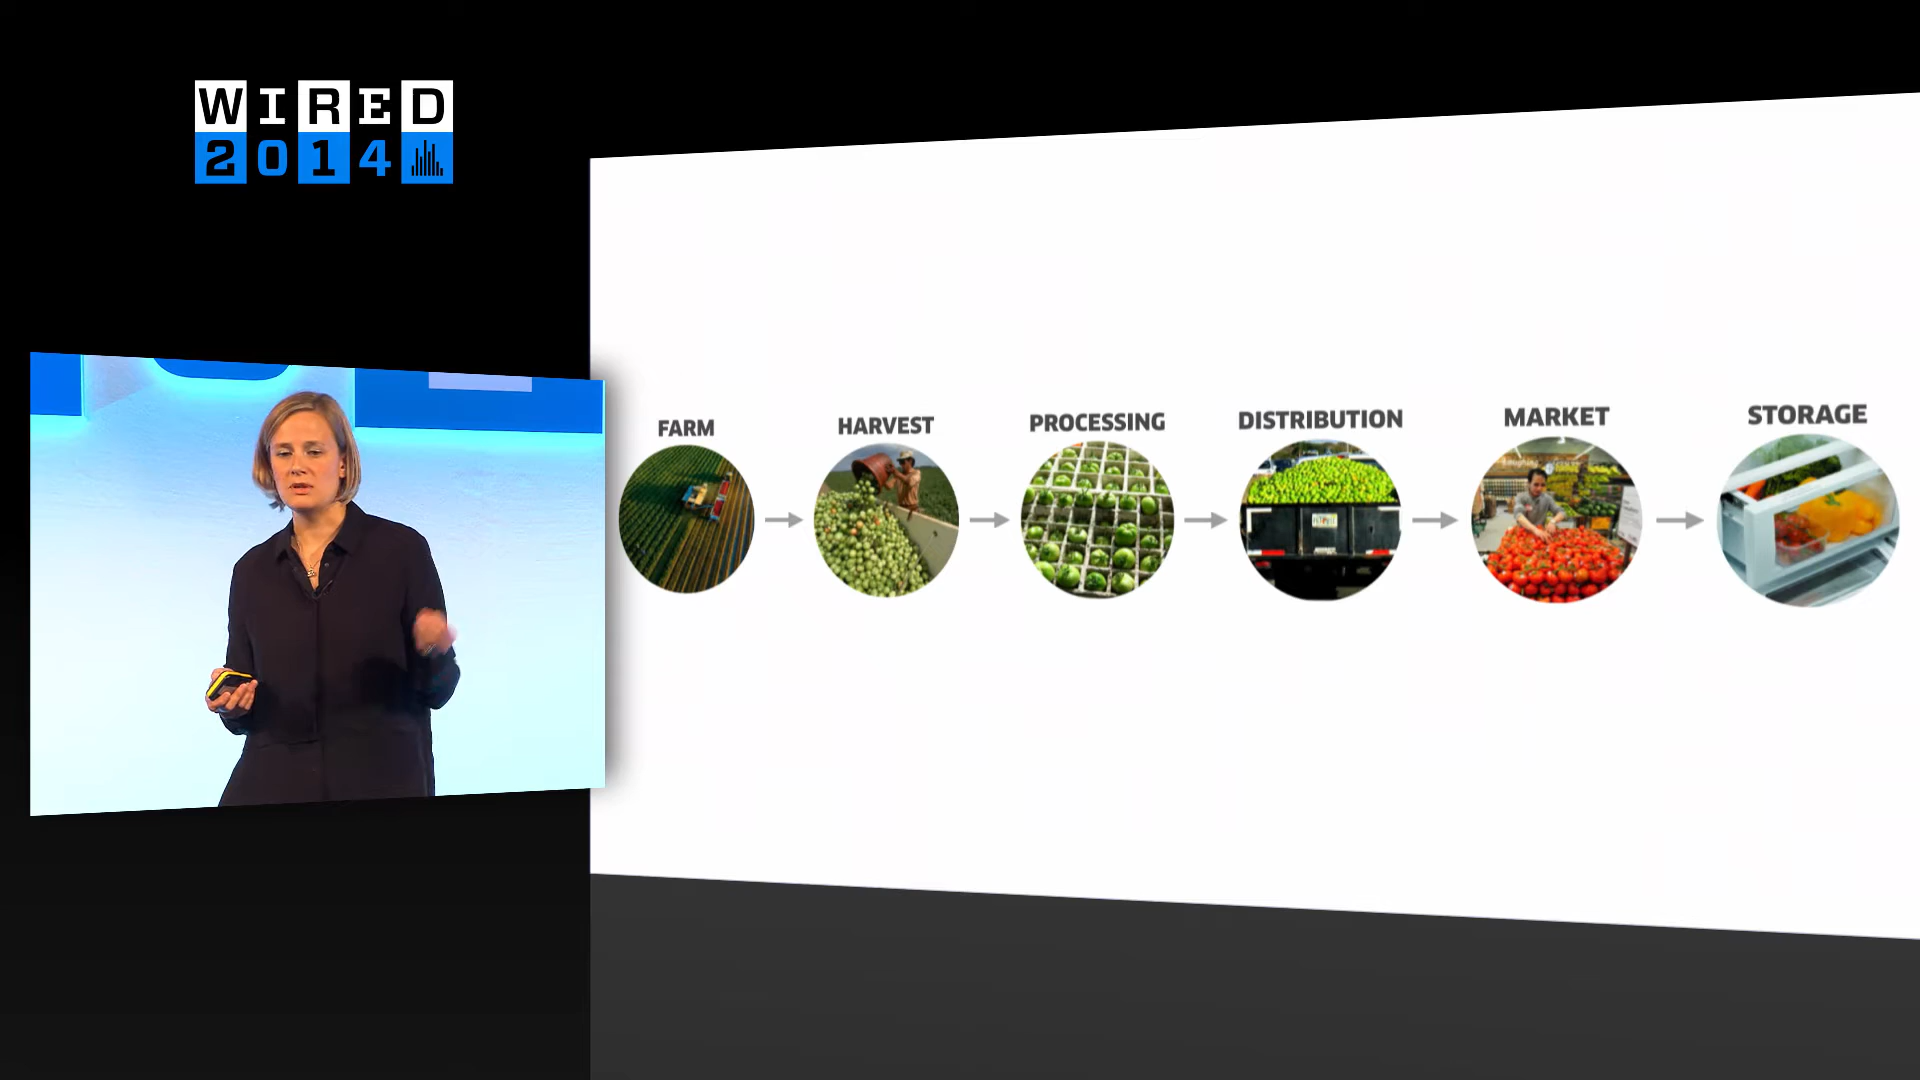 WIRED
2014
FARM
HARVEST
PROCESSING
DISTRIBUTION
MARKET
STORAGE